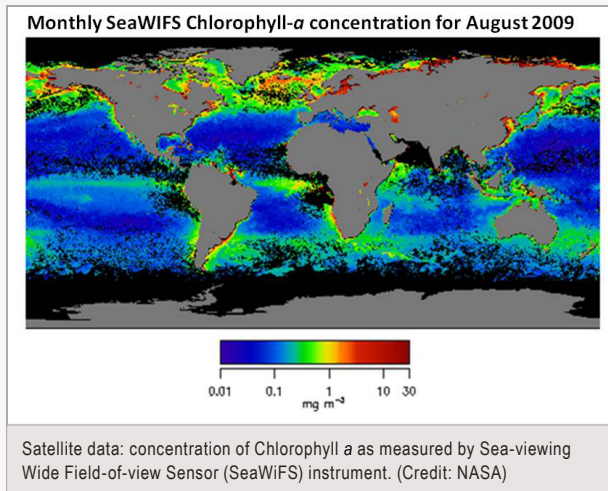 Monthly SeaWIFS Chlorophyll-a concentration for August 2009
0.01 0.1 1 10 30
mg m⁻³
Satellite data: concentration of Chlorophyll a as measured by Sea-viewing
Wide Field-of-view Sensor (SeaWiFS) instrument. (Credit: NASA)